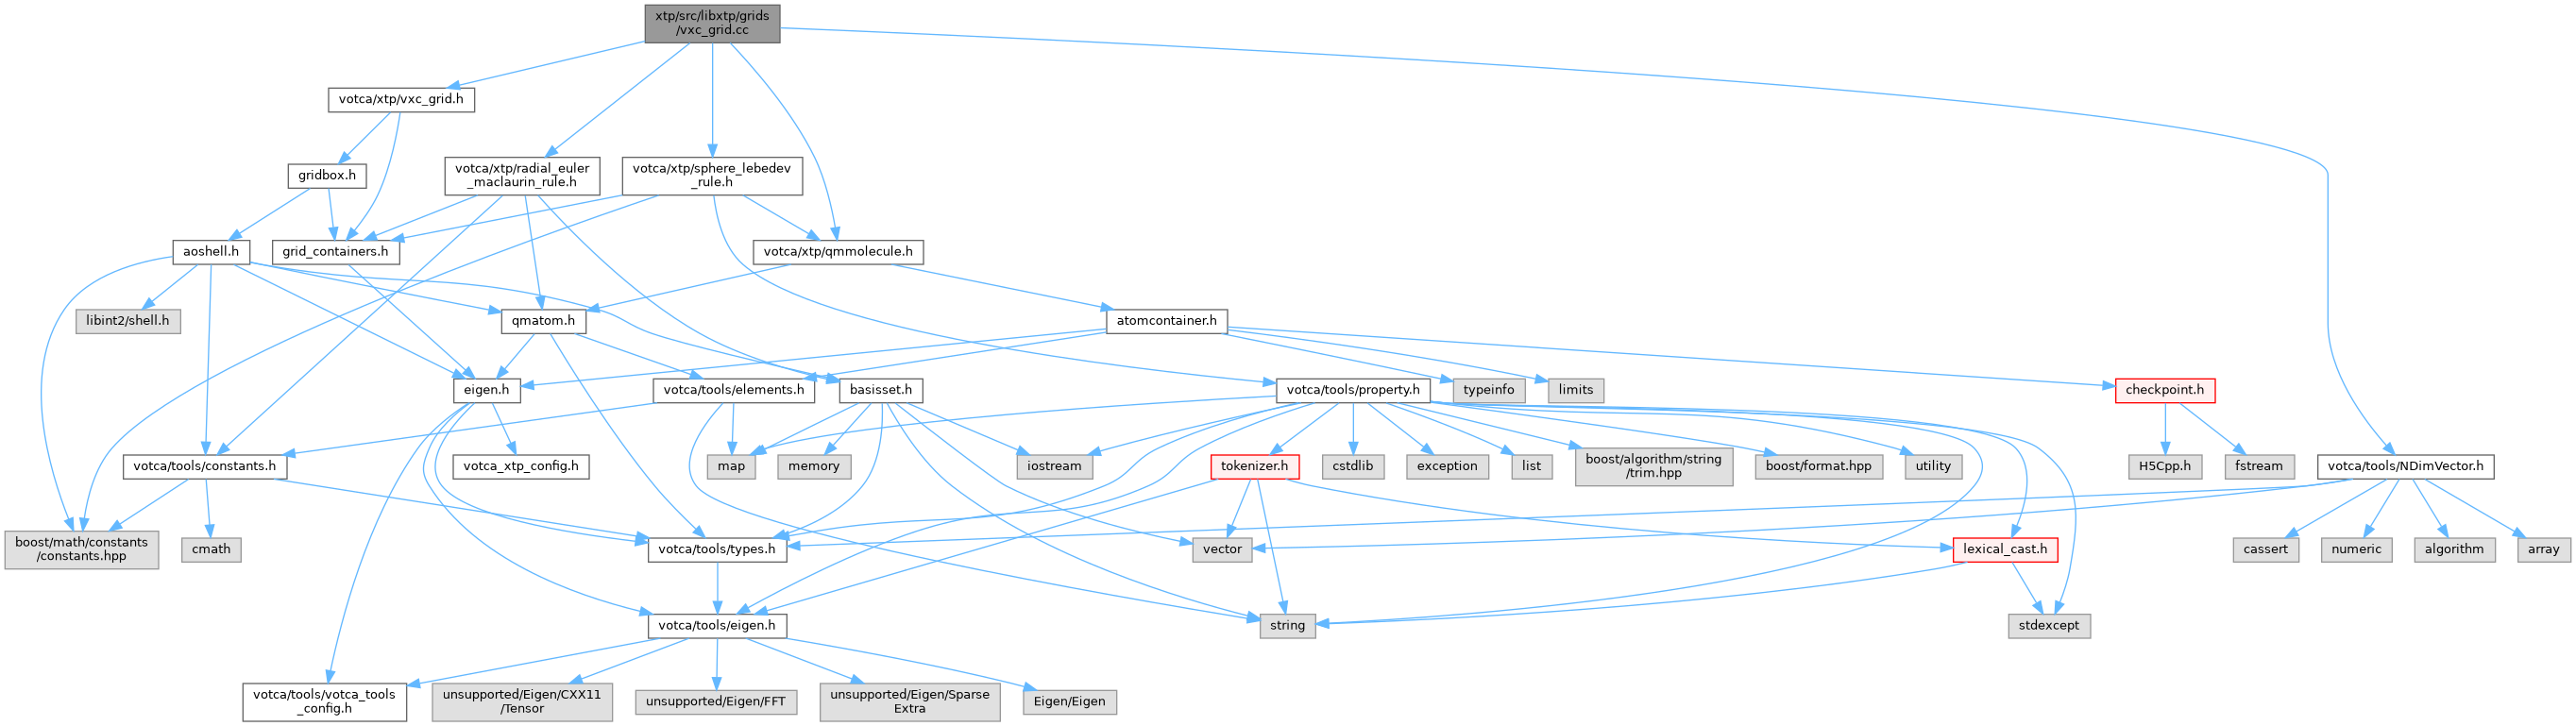 xtp/src/libxtp/grids
/vxc_grid.cc
votca/xtp/vxc_grid.h
gridbox.h
votca/xtp/radial_euler
_maclaurin_rule.h
votca/xtp/sphere_lebedev
_rule.h
aoshell.h
grid_containers.h
votca/xtp/qmmolecule.h
libint2/shell.h
qmatom.h
atomcontainer.h
eigen.h
votca/tools/elements.h
basisset.h
votca/tools/property.h
typeinfo
limits
checkpoint.h
votca/tools/constants.h
votca_xtp_config.h
map
memory
iostream
tokenizer.h
cstdlib
exception
list
boost/algorithm/string
/trim.hpp
boost/format.hpp
utility
H5Cpp.h
fstream
votca/tools/NDimVector.h
boost/math/constants
/constants.hpp
cmath
votca/tools/types.h
vector
lexical_cast.h
cassert
numeric
algorithm
array
votca/tools/eigen.h
string
stdexcept
votca/tools/votca_tools
_config.h
unsupported/Eigen/CXX11
/Tensor
unsupported/Eigen/FFT
unsupported/Eigen/Sparse
Extra
Eigen/Eigen